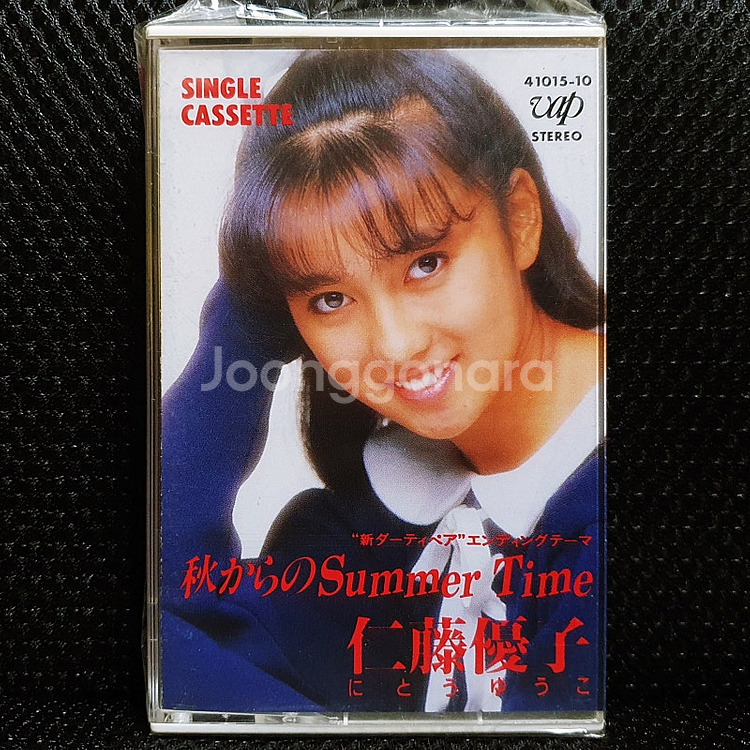 SINGLE
CASSETTE
41015-10
vap
STEREO
Joonggonara
“新ダーティペア”エンディングテーマ
秋からのSummer Time
仁藤優子
にとうゆうこ